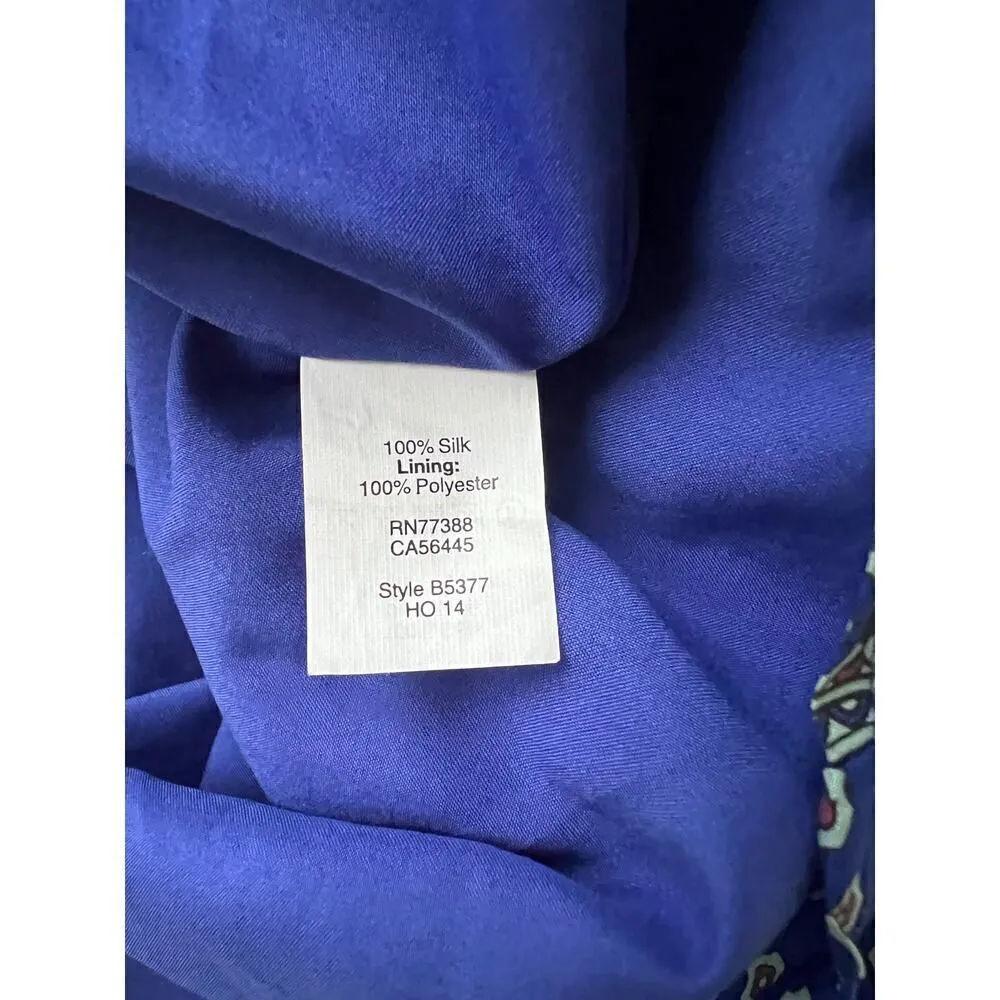 100% Silk
Lining:
100% Polyester
RN77388
CA56445
Style B5377
HO 14